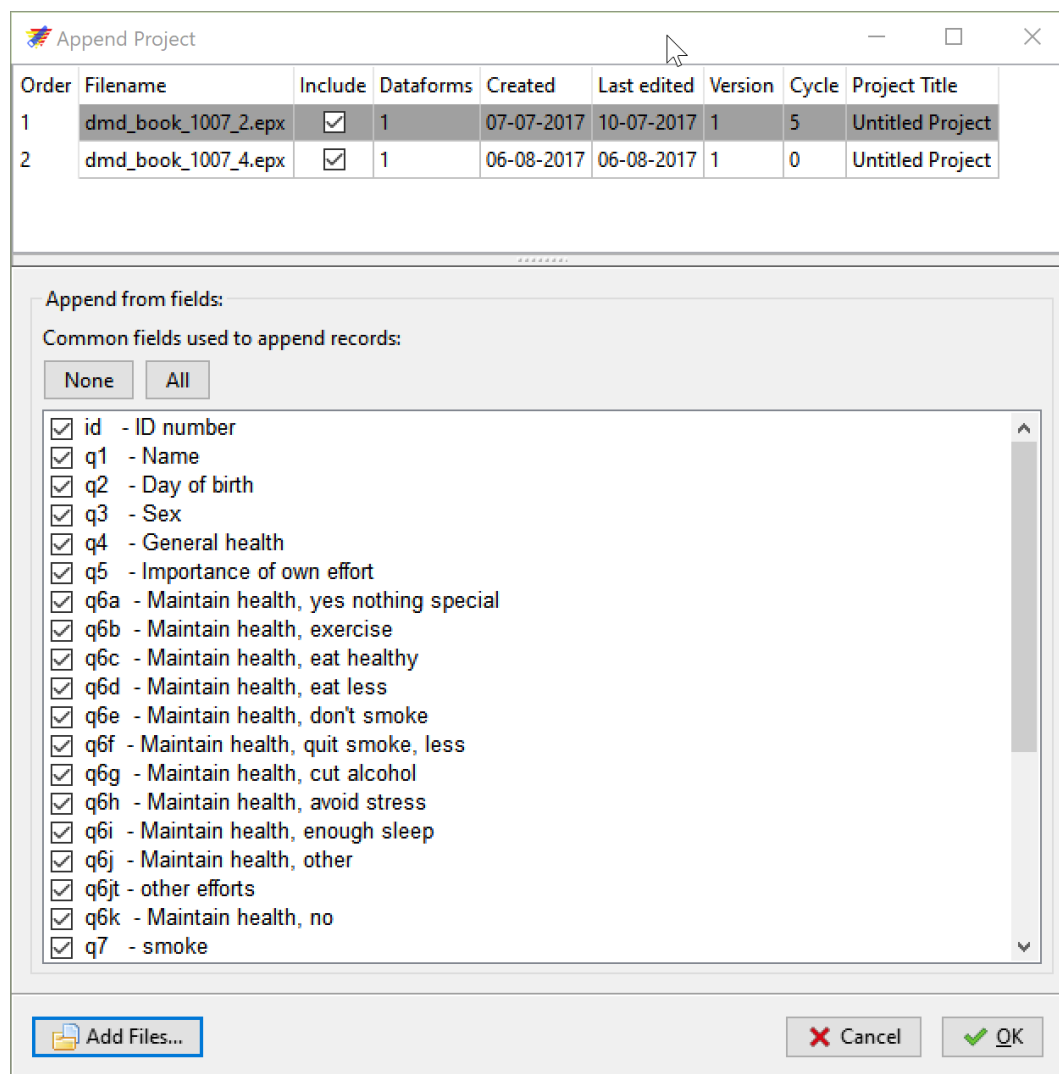 Append Project
Order Filename Include Dataforms Created Last edited Version Cycle Project Title
1 dmd_book_1007_2.epx 1 07-07-2017 10-07-2017 1 5 Untitled Project
2 dmd_book_1007_4.epx 1 06-08-2017 06-08-2017 1 0 Untitled Project
Append from fields:
Common fields used to append records:
None All
id - ID number
q1 - Name
q2 - Day of birth
q3 - Sex
q4 - General health
q5 - Importance of own effort
q6a - Maintain health, yes nothing special
q6b - Maintain health, exercise
q6c - Maintain health, eat healthy
q6d - Maintain health, eat less
q6e - Maintain health, don't smoke
q6f - Maintain health, quit smoke, less
q6g - Maintain health, cut alcohol
q6h - Maintain health, avoid stress
q6i - Maintain health, enough sleep
q6j - Maintain health, other
q6jt - other efforts
q6k - Maintain health, no
q7 - smoke
Add Files... Cancel OK